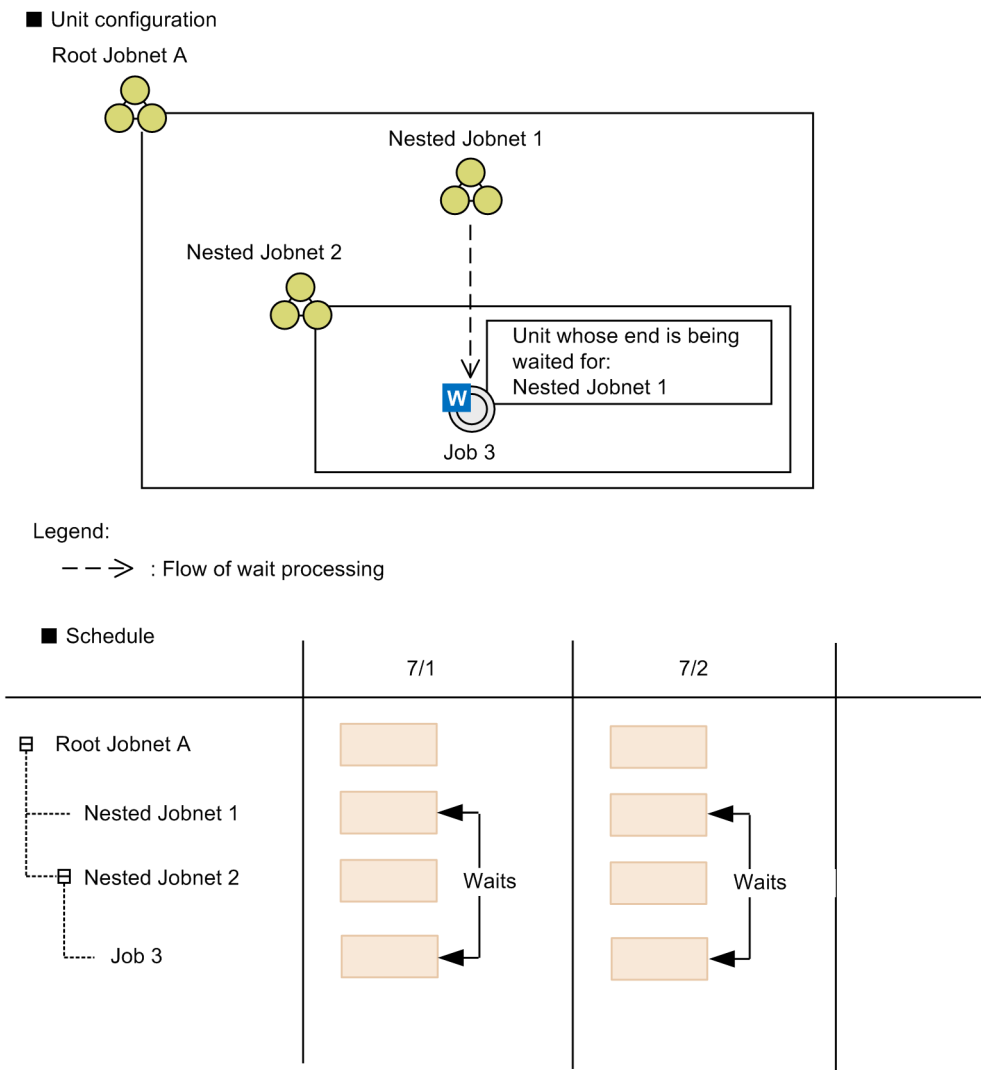 ■ Unit configuration
Root Jobnet A
Nested Jobnet 1
Nested Jobnet 2
Unit whose end is being
waited for:
Nested Jobnet 1
W
Job 3
Legend:
: Flow of wait processing
■ Schedule
7/1 7/2
Root Jobnet A
Nested Jobnet 1
Nested Jobnet 2 Waits Waits
Job 3